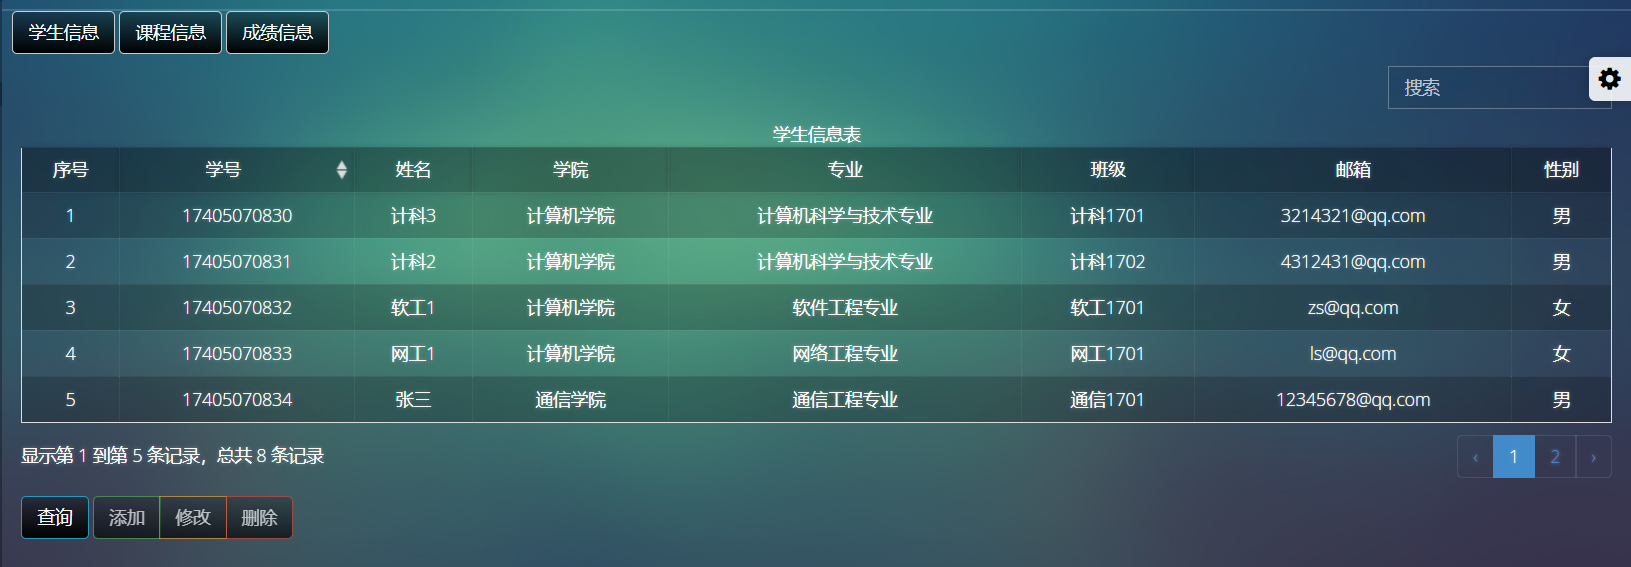 学生信息 课程信息 成绩信息
搜索
学生信息表
序号 学号 姓名 学院 专业 班级 邮箱 性别
1 17405070830 计科3 计算机学院 计算机科学与技术专业 计科1701 3214321@qq.com 男
2 17405070831 计科2 计算机学院 计算机科学与技术专业 计科1702 4312431@qq.com 男
3 17405070832 软工1 计算机学院 软件工程专业 软工1701 zs@qq.com 女
4 17405070833 网工1 计算机学院 网络工程专业 网工1701 ls@qq.com 女
5 17405070834 张三 通信学院 通信工程专业 通信1701 12345678@qq.com 男
显示第 1 到第 5 条记录，总共 8 条记录 ‹ 1 2 ›
查询 添加 修改 删除